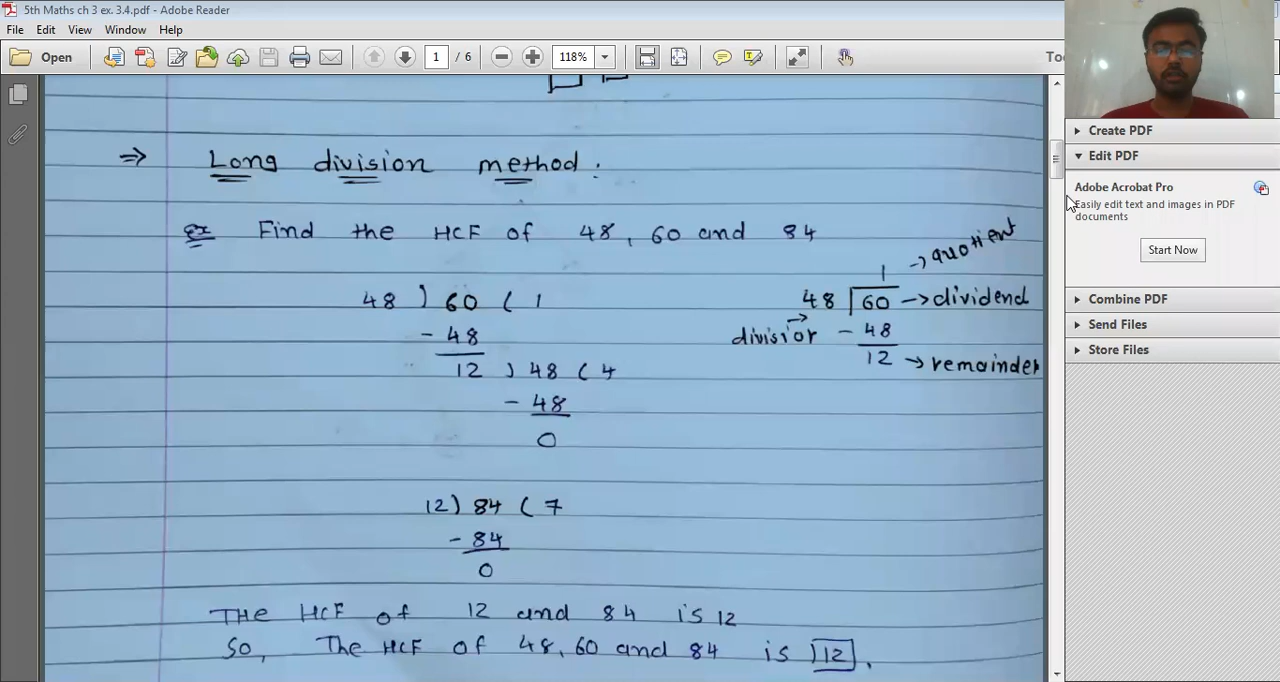 5th Maths ch 3 ex. 3.4.pdf - Adobe Reader
File Edit View Window Help
Open 1 / 6 118%
Create PDF
Edit PDF
Adobe Acrobat Pro
Easily edit text and images in PDF
documents
Start Now
Combine PDF
Send Files
Store Files
⇒ Long division method :
Ex Find the HCF of 48, 60 and 84
48 ) 60 ( 1
- 48
12 ) 48 ( 4
- 48
0
1 → quotient
48 60 → dividend
divisior → - 48
12 → remainder
12 ) 84 ( 7
- 84
0
THe HCF of 12 and 84 is 12
So, The HCF of 48, 60 and 84 is 12.